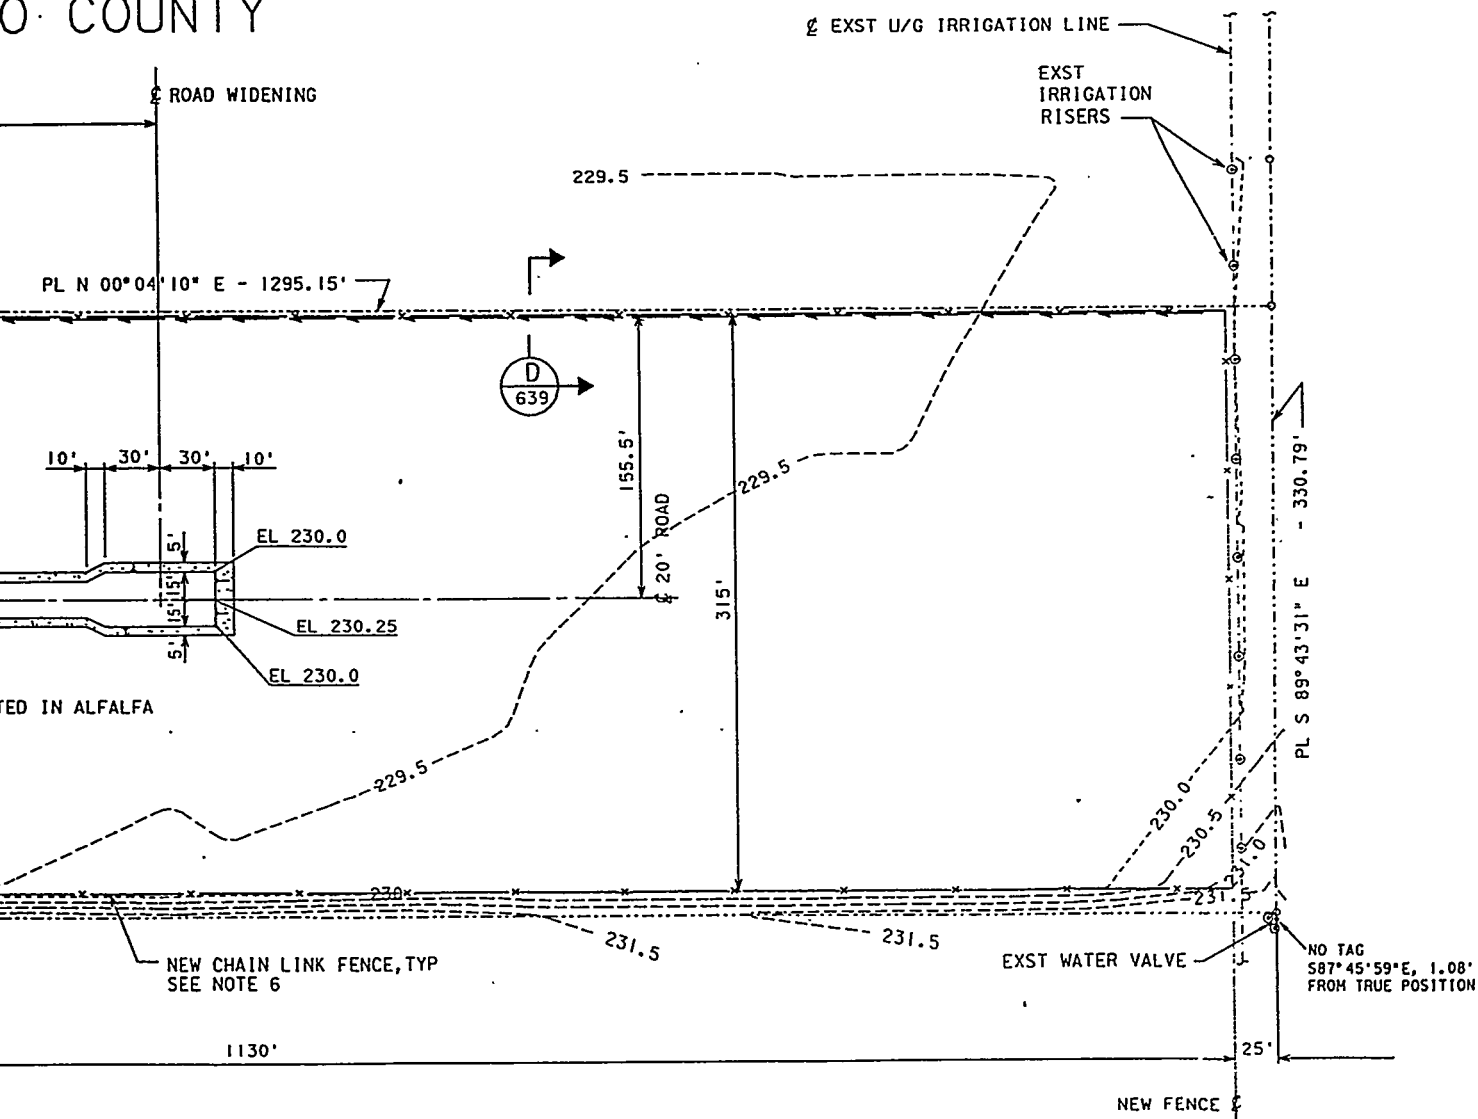 O COUNTY
℄ EXST U/G IRRIGATION LINE
℄ ROAD WIDENING
EXST
IRRIGATION
RISERS
229.5
PL N 00°04'10" E - 1295.15'
D
639
10' 30' 30' 10'
155.5'
℄ 20' ROAD
315'
229.5
PL S 89°43'31" E - 330.79'
EL 230.0
5'
15'
15'
5'
EL 230.25
EL 230.0
TED IN ALFALFA
229.5
230.0
230.5
230
231.5
231.5
NEW CHAIN LINK FENCE,TYP
SEE NOTE 6
EXST WATER VALVE
NO TAG
S87°45'59"E, 1.08'
FROM TRUE POSITION
1130'
25'
NEW FENCE ℄